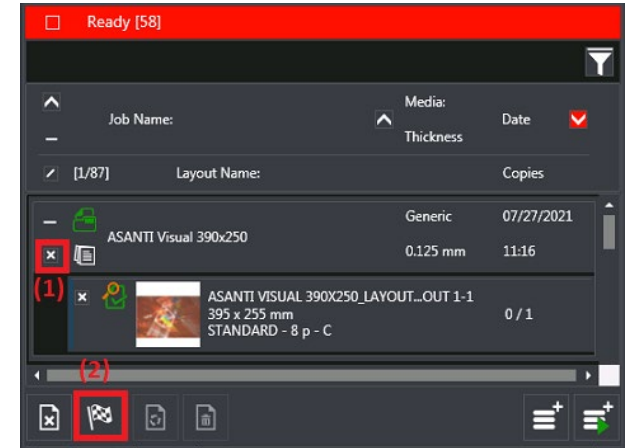 Ready [58]
Media:
Job Name:
Date
Thickness
[1/87] Layout Name: Copies
Generic 07/27/2021
ASANTI Visual 390x250
0.125 mm 11:16
(1)
ASANTI VISUAL 390X250_LAYOUT...OUT 1-1
395 x 255 mm 0 / 1
STANDARD - 8 p - C
(2)